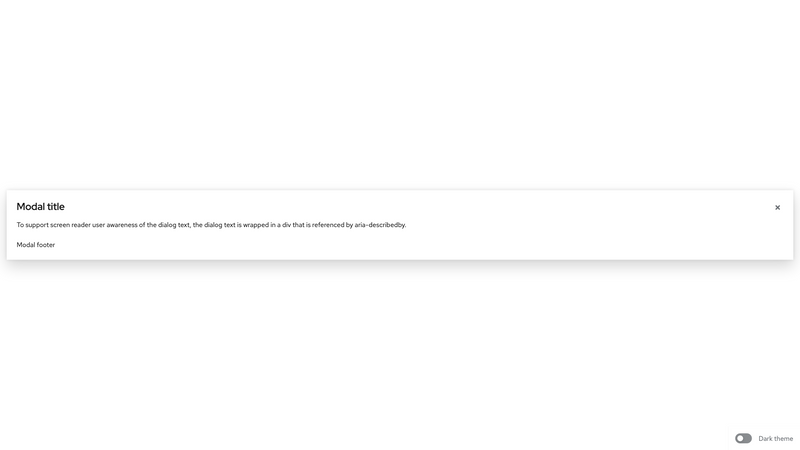 Modal title
To support screen reader user awareness of the dialog text, the dialog text is wrapped in a div that is referenced by aria-describedby.
Modal footer
Dark theme